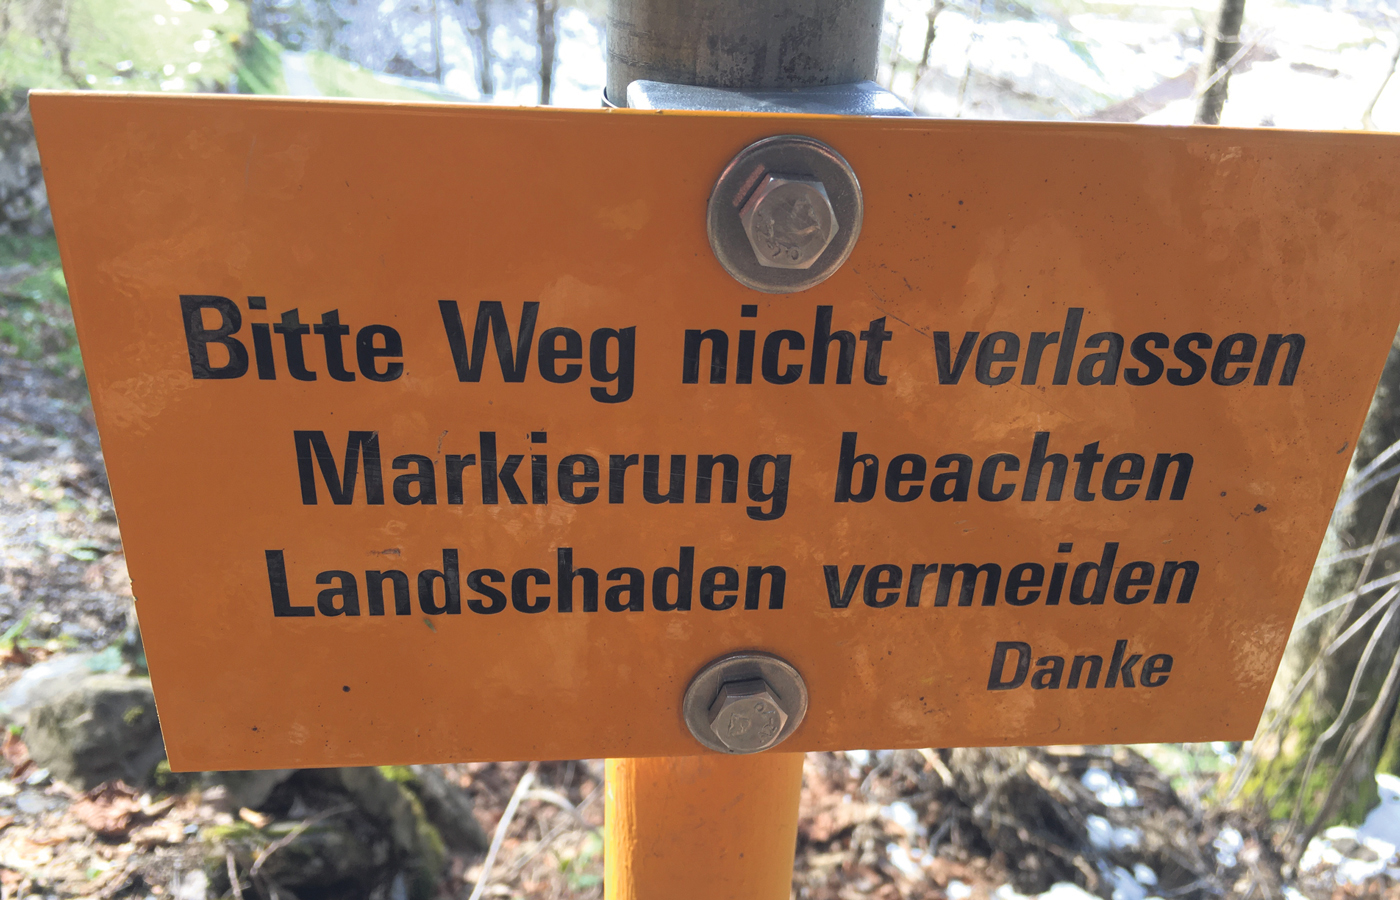 Bitte Weg nicht verlassen
Markierung beachten
Landschaden vermeiden
Danke